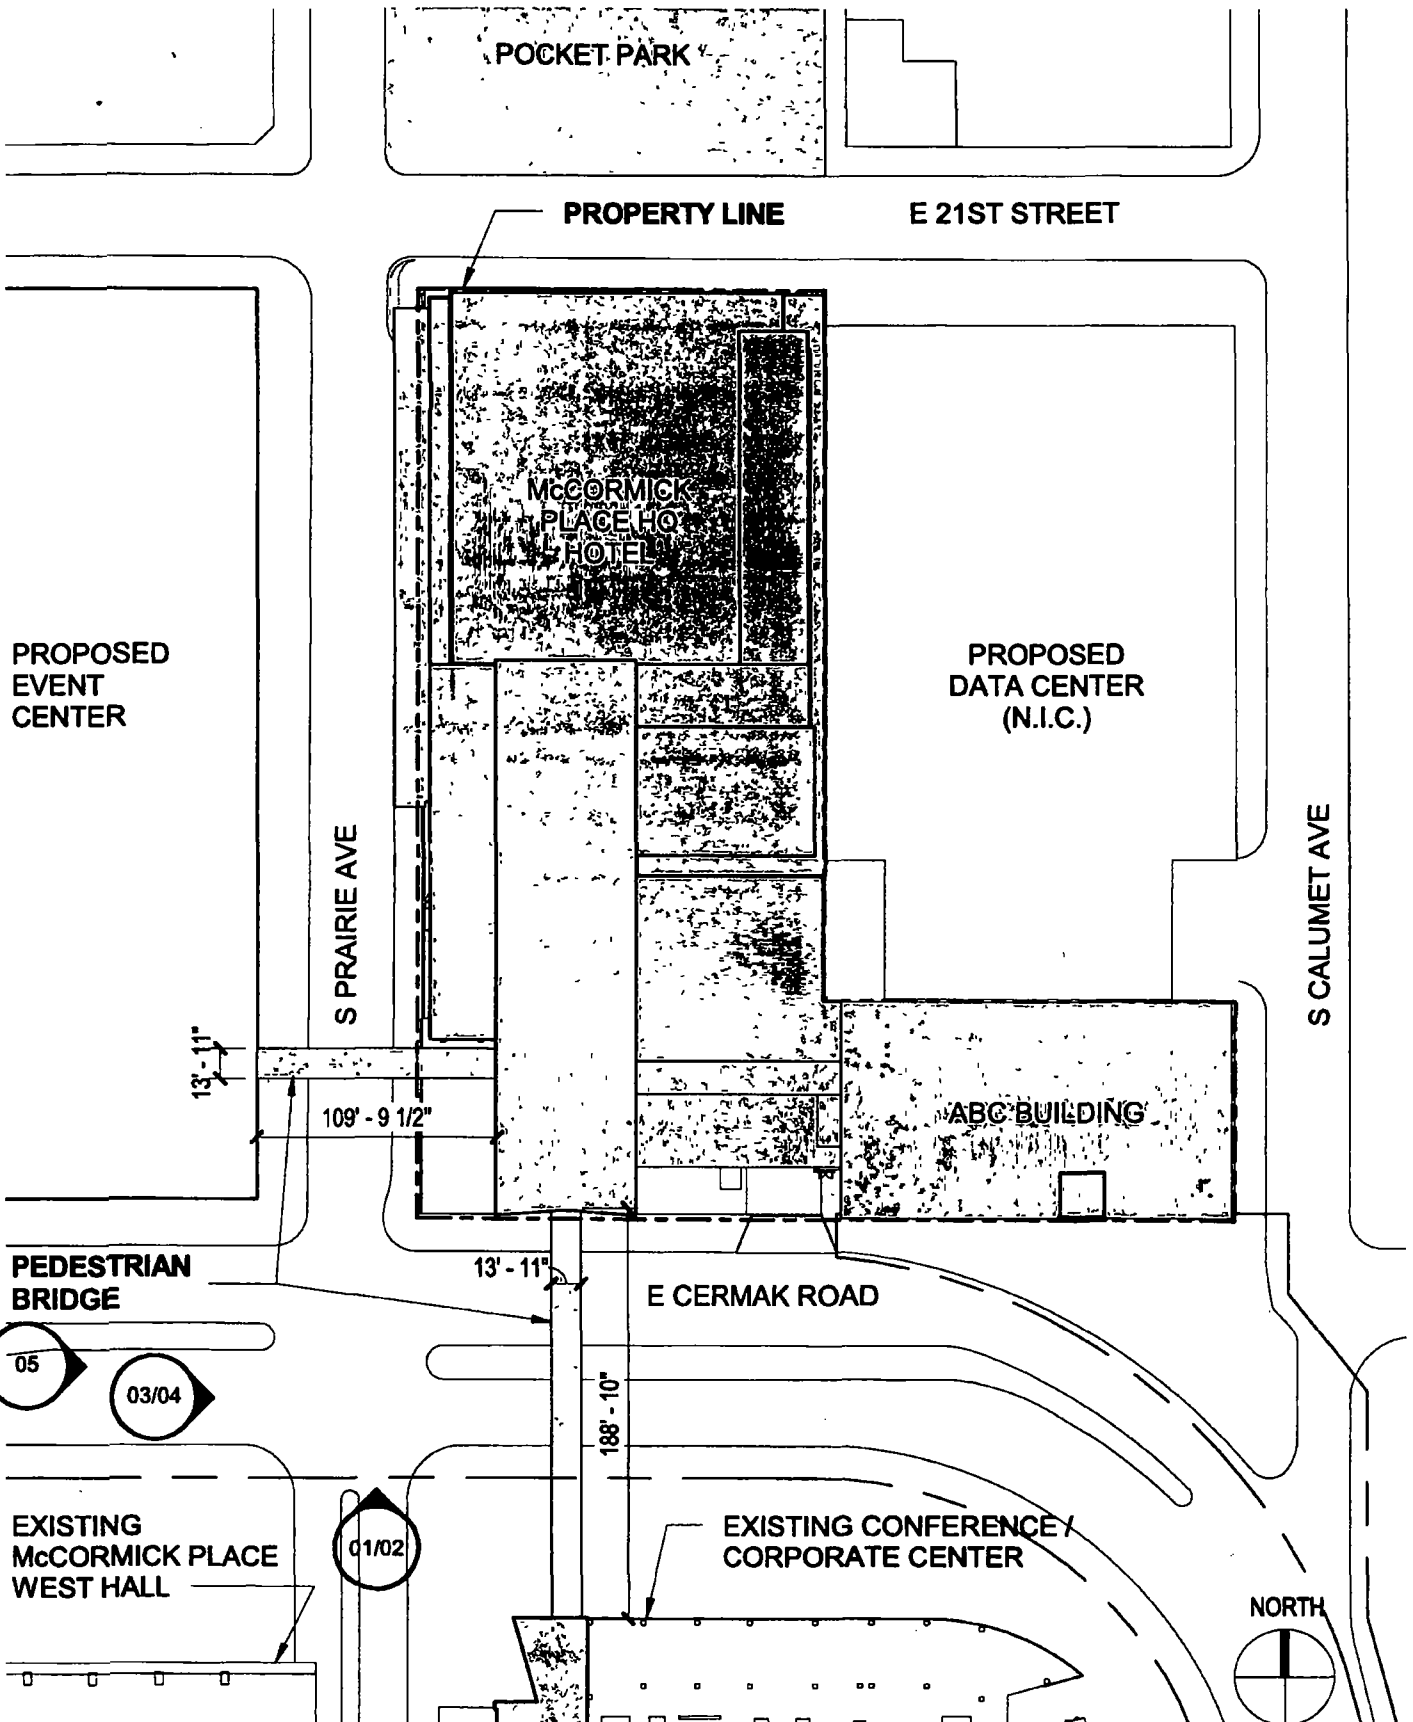 POCKET PARK
PROPERTY LINE
E 21ST STREET
McCORMICK
PLACE HQ
HOTEL
PROPOSED
EVENT
CENTER
PROPOSED
DATA CENTER
(N.I.C.)
S PRAIRIE AVE
S CALUMET AVE
13' - 11"
109' - 9 1/2"
ABC BUILDING
PEDESTRIAN
BRIDGE
13' - 11"
E CERMAK ROAD
05
03/04
188' - 10"
EXISTING
McCORMICK PLACE
WEST HALL
01/02
EXISTING CONFERENCE /
CORPORATE CENTER
NORTH